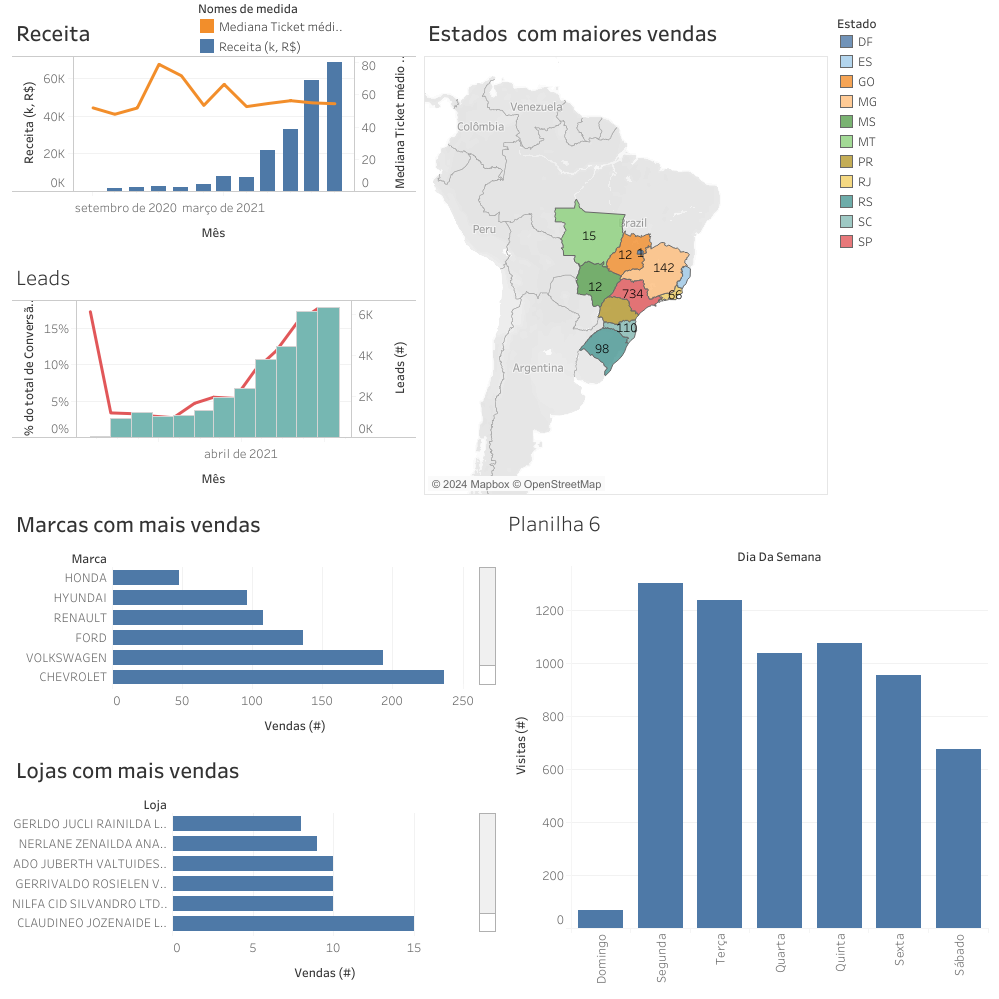 Nomes de medida
Receita
Mediana Ticket médi..
Receita (k, R$)
Receita (k, R$)
60K
40K
20K
0K
80
60
40
20
0
Mediana Ticket médio ..
setembro de 2020 março de 2021
Mês
Leads
% do total de Conversã..
15%
10%
5%
0%
6K
4K
2K
0K
Leads (#)
abril de 2021
Mês
Estados com maiores vendas
Venezuela
Colômbia
Peru
Brazil
Argentina
15
12
1
142
12
734
66
110
98
© 2024 Mapbox © OpenStreetMap
Estado
DF
ES
GO
MG
MS
MT
PR
RJ
RS
SC
SP
Marcas com mais vendas
Marca
HONDA
HYUNDAI
RENAULT
FORD
VOLKSWAGEN
CHEVROLET
0 50 100 150 200 250
Vendas (#)
Lojas com mais vendas
Loja
GERLDO JUCLI RAINILDA L..
NERLANE ZENAILDA ANA..
ADO JUBERTH VALTUIDES..
GERRIVALDO ROSIELEN V..
NILFA CID SILVANDRO LTD..
CLAUDINEO JOZENAIDE L..
0 5 10 15
Vendas (#)
Planilha 6
Dia Da Semana
Visitas (#)
1200
1000
800
600
400
200
0
Domingo
Segunda
Terça
Quarta
Quinta
Sexta
Sábado